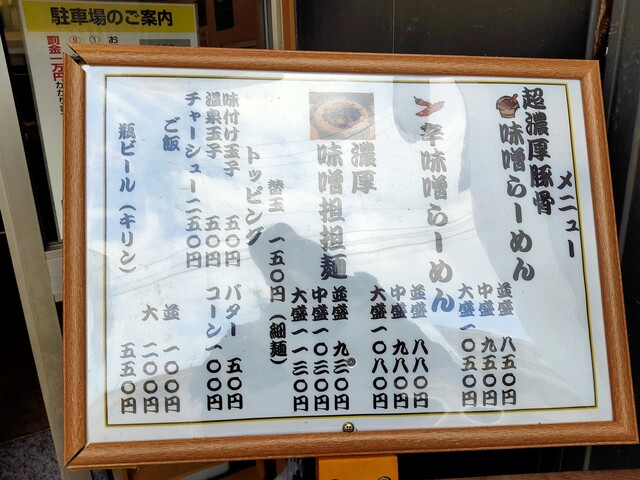 駐車場のご案内
罰金一万円
メニュー
超濃厚豚骨
味噌らーめん
並盛 八五〇円
中盛 九五〇円
大盛 一〇五〇円
辛味噌らーめん
並盛 八八〇円
中盛 九八〇円
大盛 一〇八〇円
濃厚
味噌担担麺
並盛 九三〇円
中盛 一〇三〇円
大盛 一一三〇円
替玉 一五〇円(細麺)
トッピング
味付け玉子 五〇円
バター 五〇円
温泉玉子 五〇円
コーン 一〇〇円
チャーシュー 二五〇円
ご飯
並 一〇〇円
大 二〇〇円
瓶ビール(キリン) 五五〇円